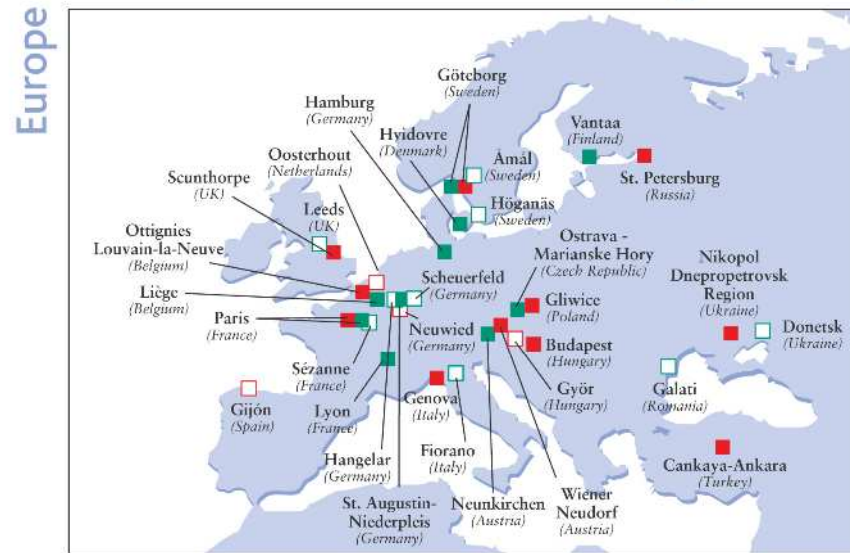 Europe
Göteborg
(Sweden)
Hamburg
(Germany)
Hyidovre
(Denmark)
Vantaa
(Finland)
Oosterhout
(Netherlands)
Åmål
(Sweden)
St. Petersburg
(Russia)
Scunthorpe
(UK)
Leeds
(UK)
Höganäs
(Sweden)
Ottignies
Louvain-la-Neuve
(Belgium)
Ostrava -
Marianske Hory
(Czech Republic)
Nikopol
Dnepropetrovsk
Region
(Ukraine)
Liège
(Belgium)
Scheuerfeld
(Germany)
Gliwice
(Poland)
Donetsk
(Ukraine)
Paris
(France)
Neuwied
(Germany)
Budapest
(Hungary)
Sézanne
(France)
Genova
(Italy)
Györ
(Hungary)
Galati
(Romania)
Gijón
(Spain)
Lyon
(France)
Hangelar
(Germany)
Fiorano
(Italy)
Cankaya-Ankara
(Turkey)
St. Augustin-
Niederpleis
(Germany)
Neunkirchen
(Austria)
Wiener
Neudorf
(Austria)